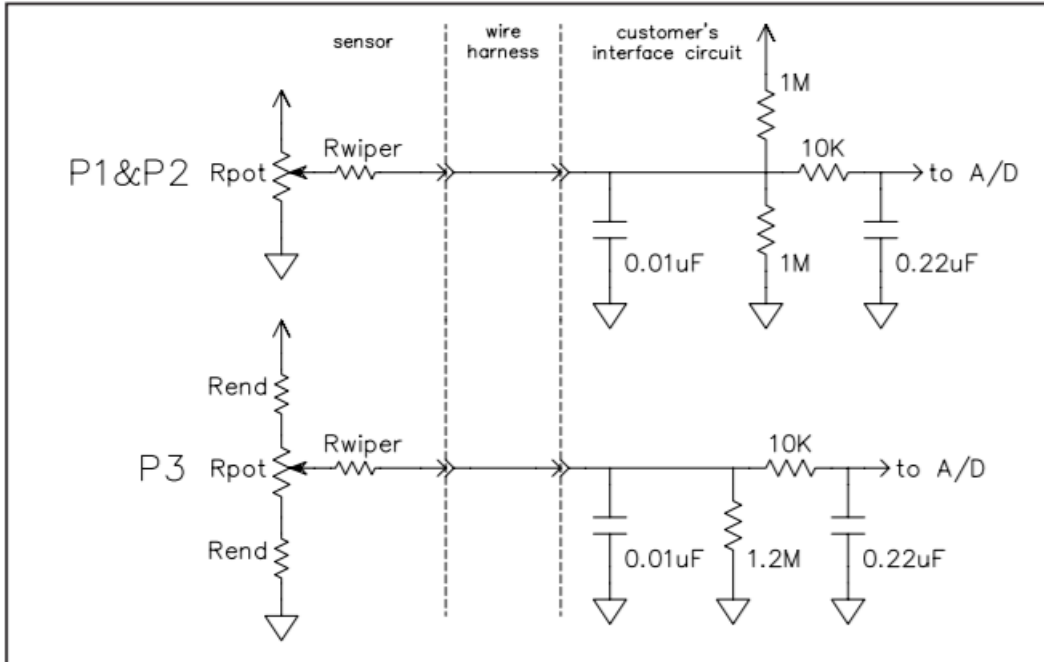 sensor
wire
harness
customer's
interface circuit
1M
Rwiper
10K
P1&P2
Rpot
to A/D
0.01uF
1M
0.22uF
Rend
Rwiper
10K
P3
Rpot
to A/D
Rend
0.01uF
1.2M
0.22uF